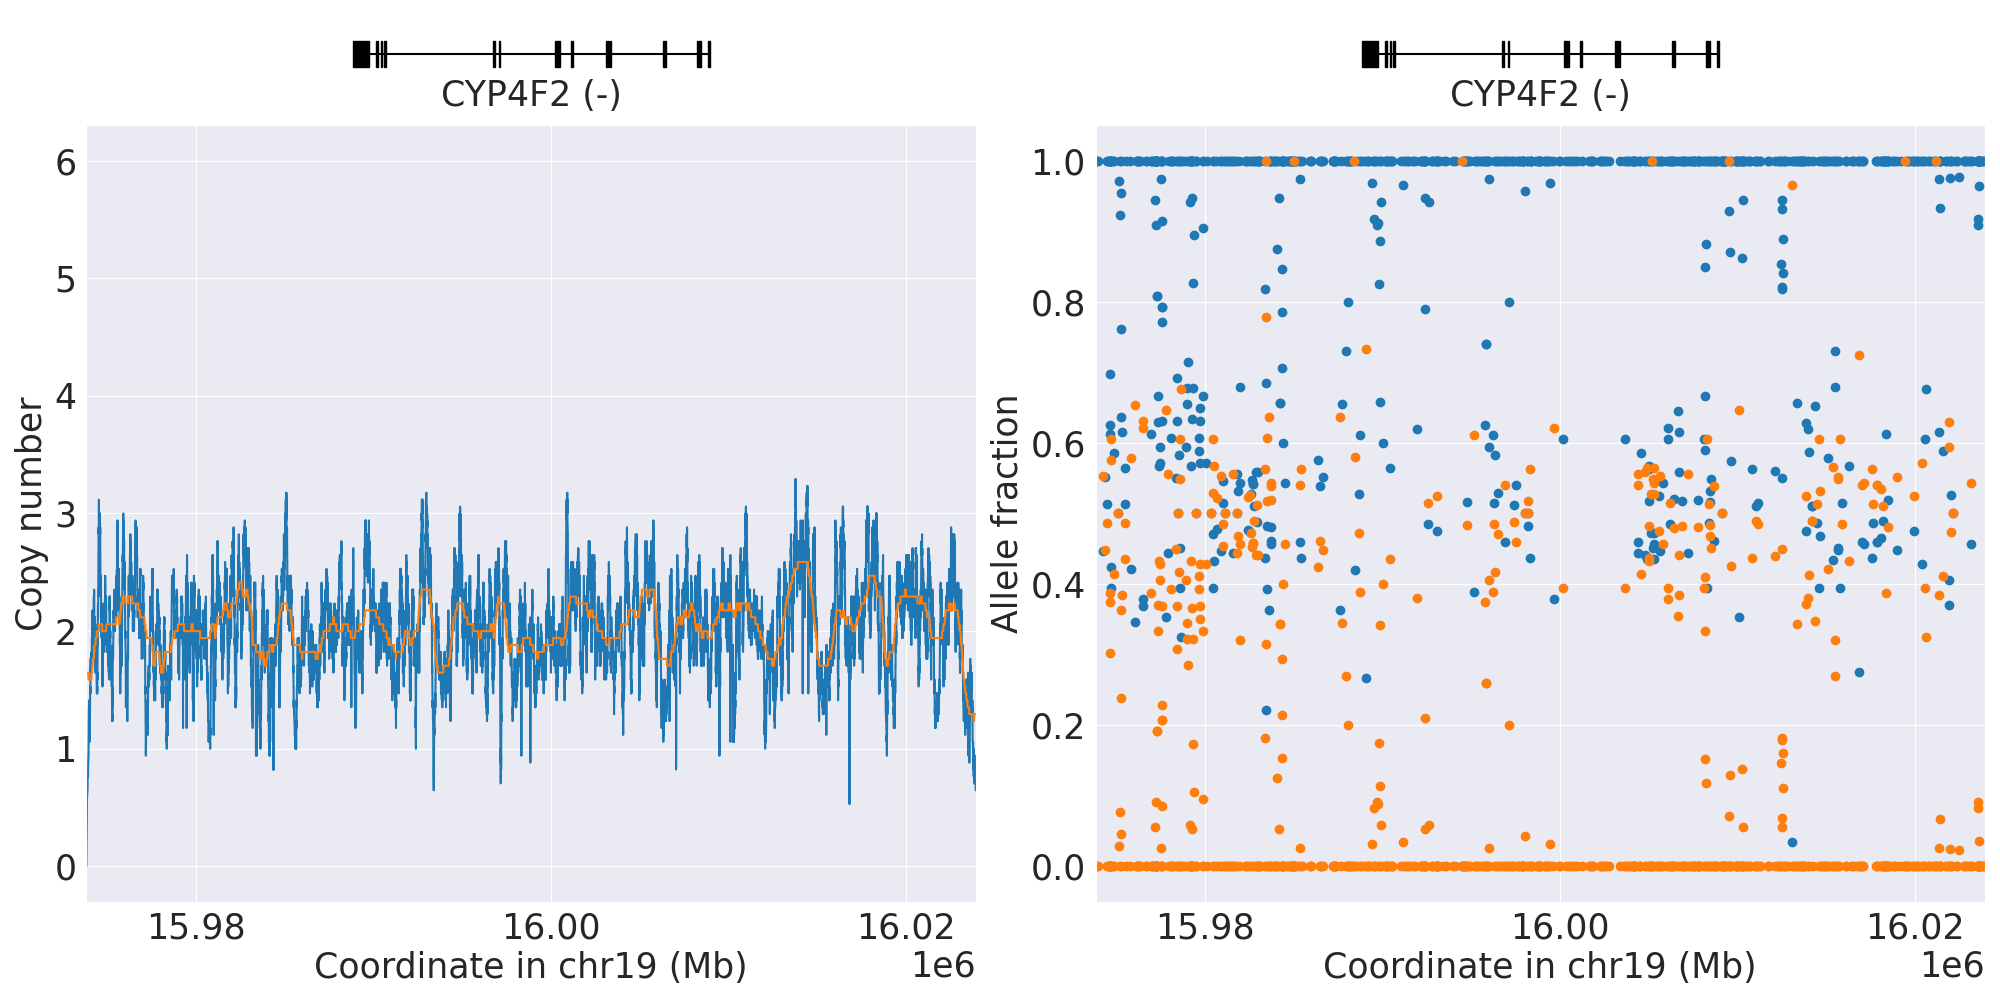 CYP4F2 (-)
Copy number
6
5
4
3
2
1
0
15.98
16.00
16.02
Coordinate in chr19 (Mb)
1e6
CYP4F2 (-)
Allele fraction
1.0
0.8
0.6
0.4
0.2
0.0
15.98
16.00
16.02
Coordinate in chr19 (Mb)
1e6